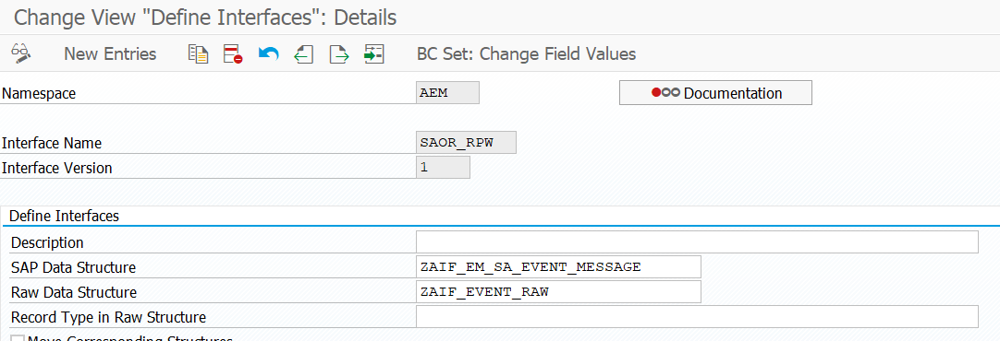 Change View "Define Interfaces": Details
New Entries BC Set: Change Field Values
Namespace AEM Documentation
Interface Name SAOR_RPW
Interface Version 1
Define Interfaces
Description
SAP Data Structure ZAIF_EM_SA_EVENT_MESSAGE
Raw Data Structure ZAIF_EVENT_RAW
Record Type in Raw Structure
Move Corresponding Structures